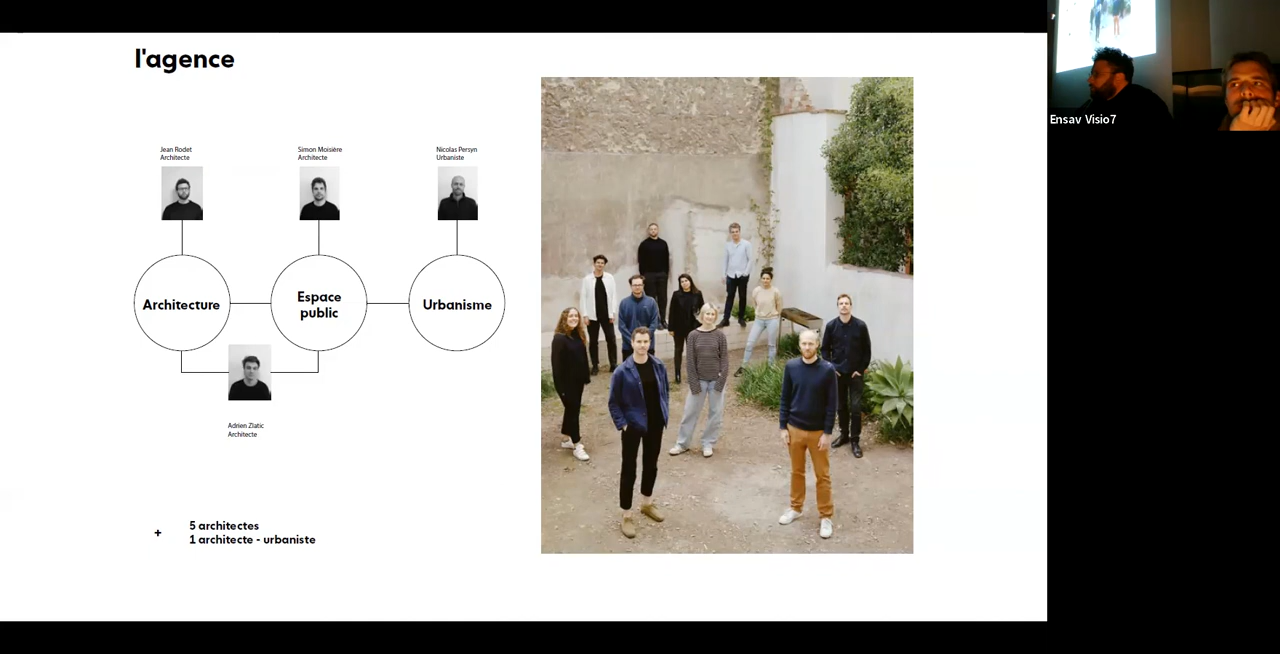 l'agence
Jean Rodet
Architecte
Simon Moisière
Architecte
Nicolas Persyn
Urbaniste
Architecture
Espace
public
Urbanisme
Adrien Zlatic
Architecte
+
5 architectes
1 architecte - urbaniste
Ensav Visio7